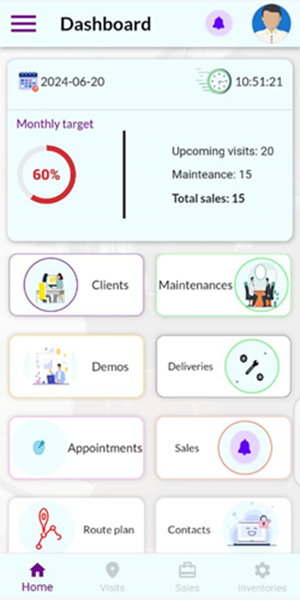 Dashboard
2024-06-20 10:51:21
Monthly target
60%
Upcoming visits: 20
Mainteance: 15
Total sales: 15
Clients Maintenances
Demos Deliveries
Appointments Sales
Route plan Contacts
Home Visits Sales Inventories